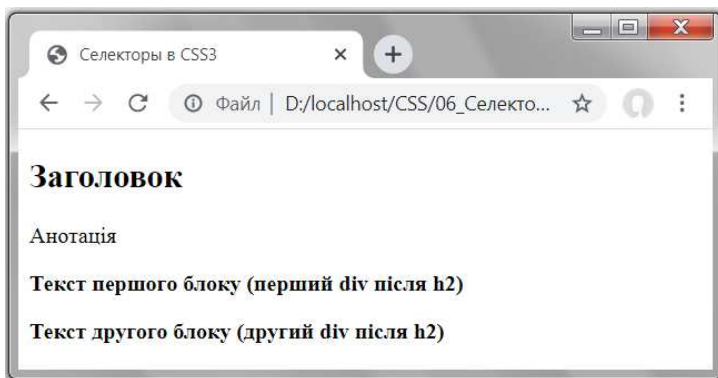 Селекторы в CSS3
Файл | D:/localhost/CSS/06_Селекто...
Заголовок
Анотація
Текст першого блоку (перший div після h2)
Текст другого блоку (другий div після h2)